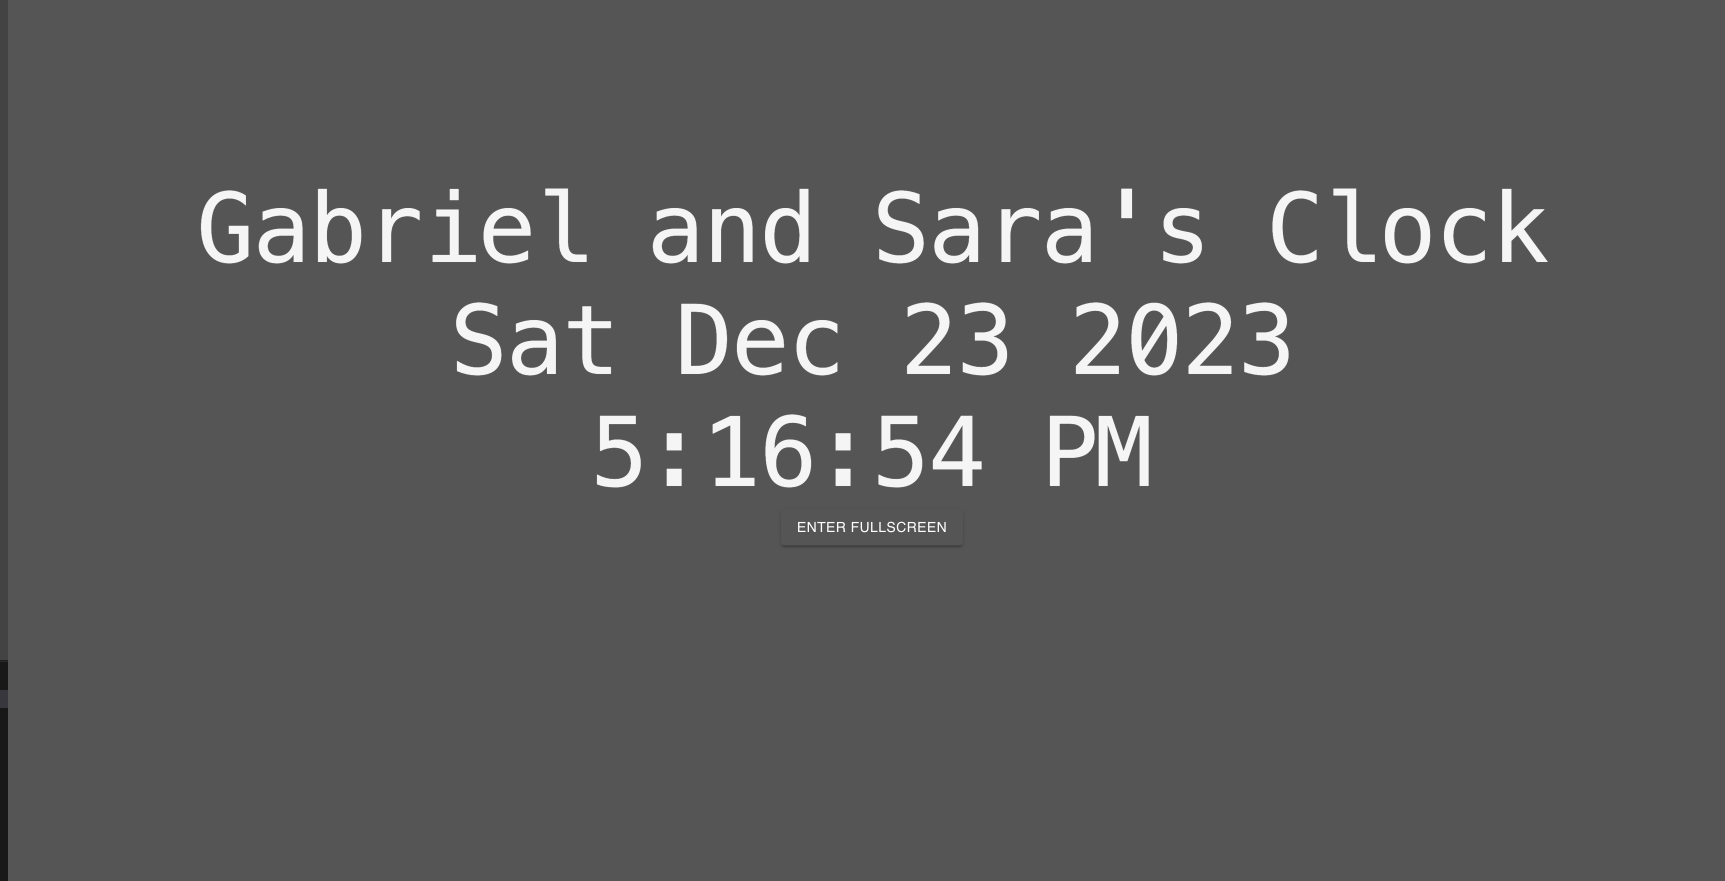 Gabriel and Sara's Clock
Sat Dec 23 2023
5:16:54 PM
ENTER FULLSCREEN